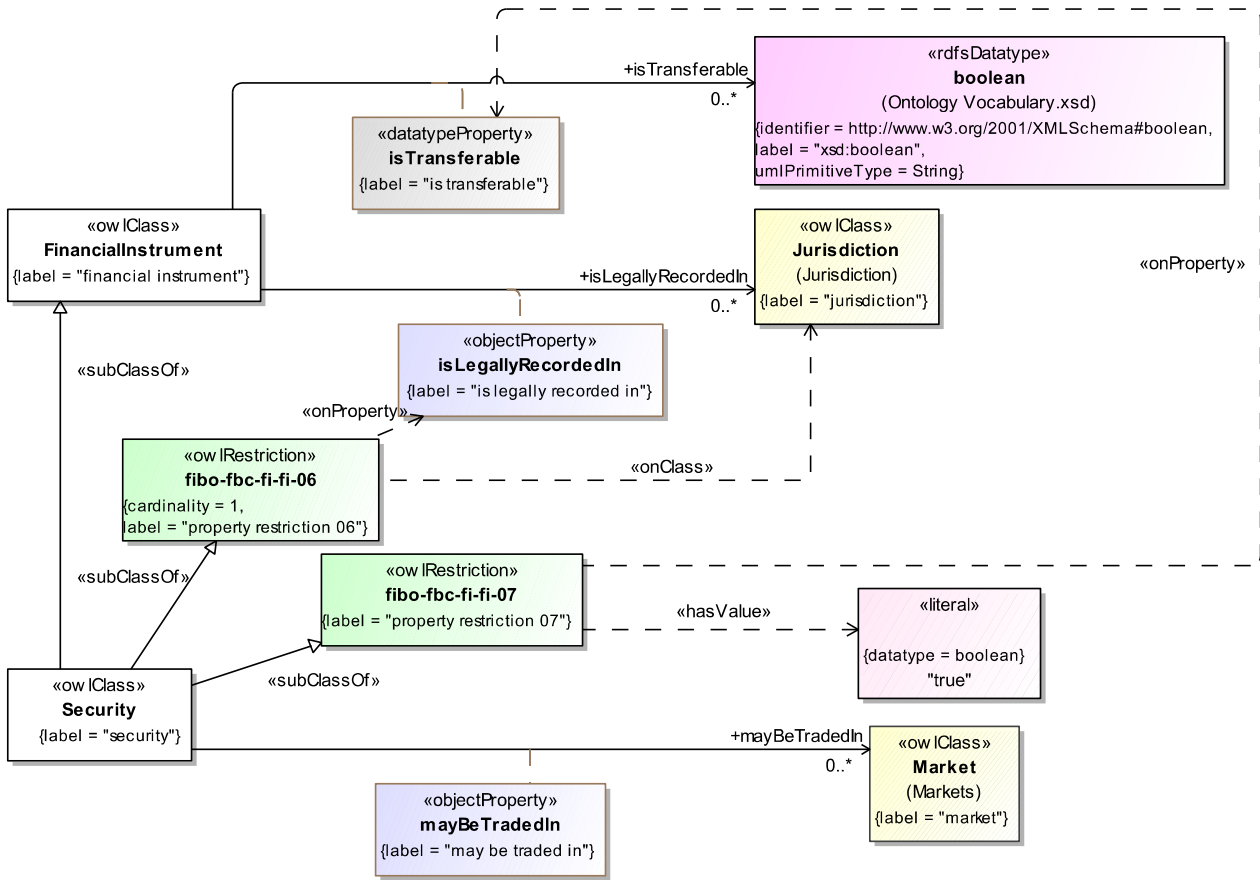 +isTransferable
0..*
«rdfsDatatype»
boolean
(Ontology Vocabulary.xsd)
{identifier = http://www.w3.org/2001/XMLSchema#boolean,
label = "xsd:boolean",
umlPrimitiveType = String}
«datatypeProperty»
isTransferable
{label = "is transferable"}
«owlClass»
FinancialInstrument
{label = "financial instrument"}
+isLegallyRecordedIn
0..*
«owlClass»
Jurisdiction
(Jurisdiction)
{label = "jurisdiction"}
«onProperty»
«objectProperty»
isLegallyRecordedIn
{label = "is legally recorded in"}
«subClassOf»
«onProperty»
«owlRestriction»
fibo-fbc-fi-fi-06
{cardinality = 1,
label = "property restriction 06"}
«onClass»
«subClassOf»
«owlRestriction»
fibo-fbc-fi-fi-07
{label = "property restriction 07"}
«hasValue»
«literal»
{datatype = boolean}
"true"
«subClassOf»
«owlClass»
Security
{label = "security"}
+mayBeTradedIn
0..*
«owlClass»
Market
(Markets)
{label = "market"}
«objectProperty»
mayBeTradedIn
{label = "may be traded in"}